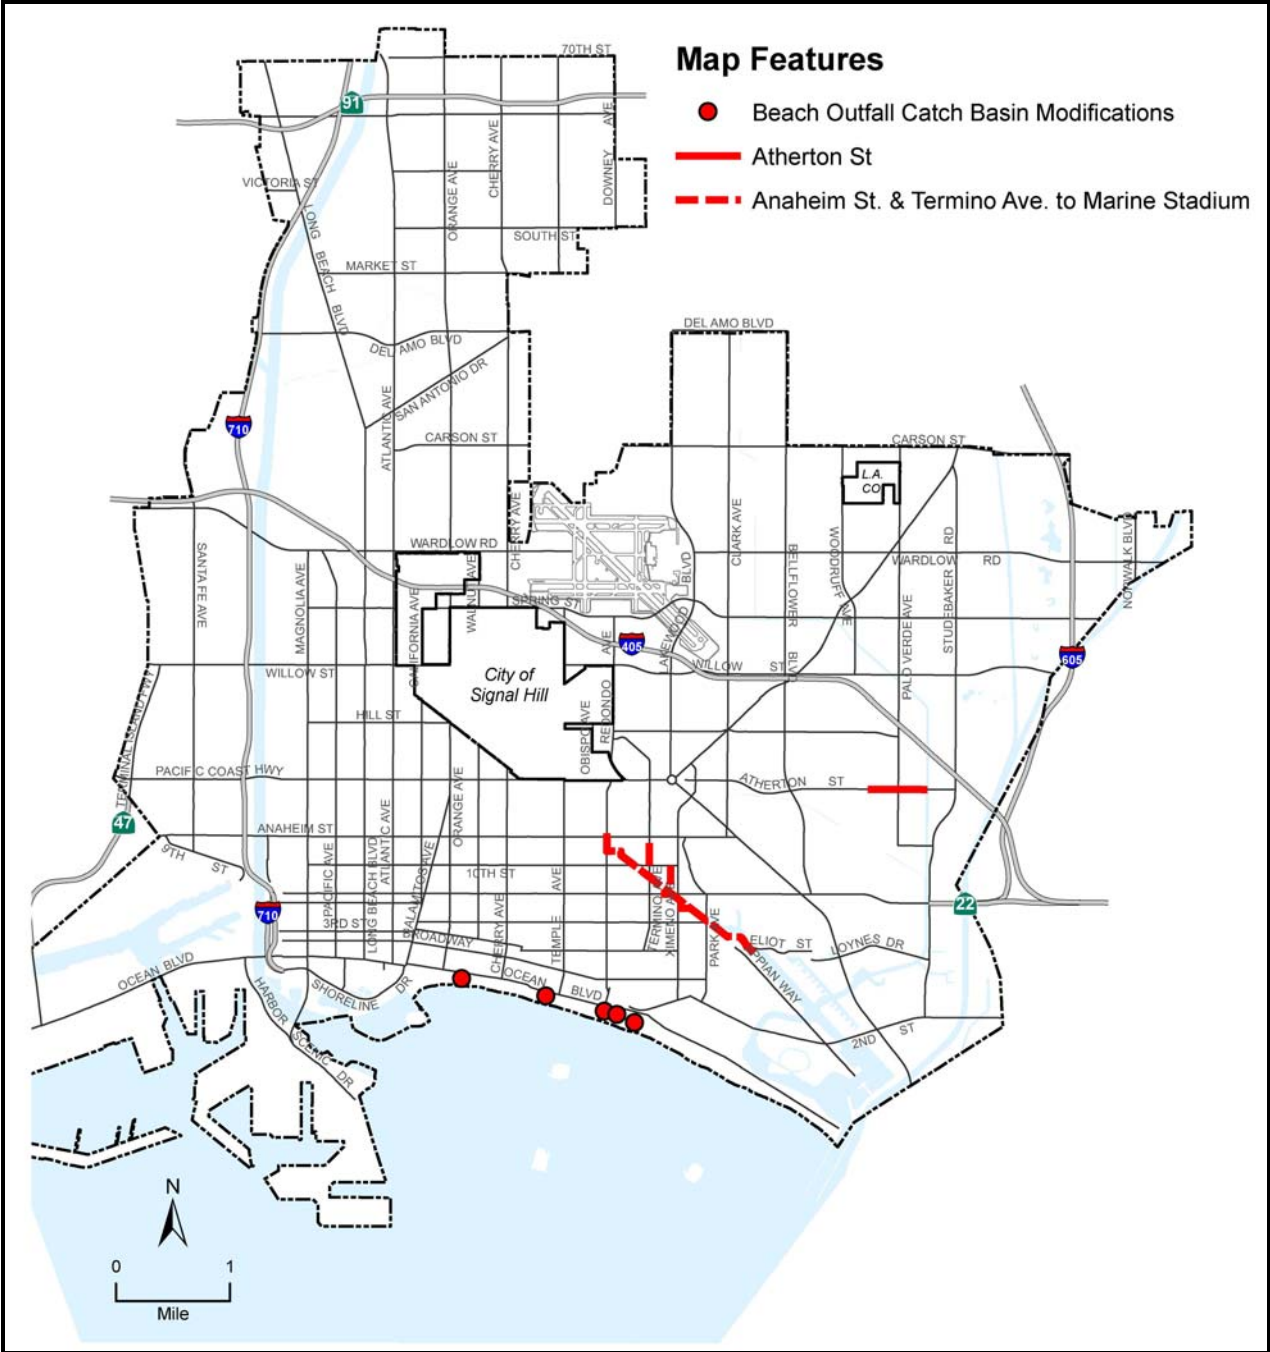 Map Features
Beach Outfall Catch Basin Modifications
Atherton St
Anaheim St. & Termino Ave. to Marine Stadium
70TH ST
91
CHERRY AVE
DOWNEY AVE
ORANGE AVE
VICTORIA ST
LONG BEACH BLVD
SOUTH ST
MARKET ST
DEL AMO BLVD
DEL AMO BLVD
SAN ANTONIO DR
ATLANTIC AVE
710
CARSON ST
CARSON ST
L.A.
CO
CHERRY AVE
CLARK AVE
WARDLOW RD
WARDLOW RD
SANTA FE AVE
MAGNOLIA AVE
CALIFORNIA AVE
WALNUT AVE
SPRING ST
LAKEWOOD BLVD
BELLFLOWER BLVD
WOODRUFF AVE
PALO VERDE AVE
STUDEBAKER RD
NORWALK BLVD
405
605
WILLOW ST
WILLOW ST
City of
Signal Hill
TERMINAL ISLAND FWY
HILL ST
OBISPO AVE
REDONDO AVE
PACIFIC COAST HWY
ATHERTON ST
47
ANAHEIM ST
ORANGE AVE
9TH ST
PACIFIC AVE
LONG BEACH BLVD
ATLANTIC AVE
ALAMITOS AVE
10TH ST
TEMPLE AVE
CHERRY AVE
TERMINO AVE
XIMENO AVE
PARK AVE
710
22
3RD ST
BROADWAY
ELIOT ST
LOYNES DR
APPIAN WAY
OCEAN BLVD
OCEAN BLVD
SHORELINE DR
HARBOR SCENIC DR
2ND ST
N
0 1
Mile